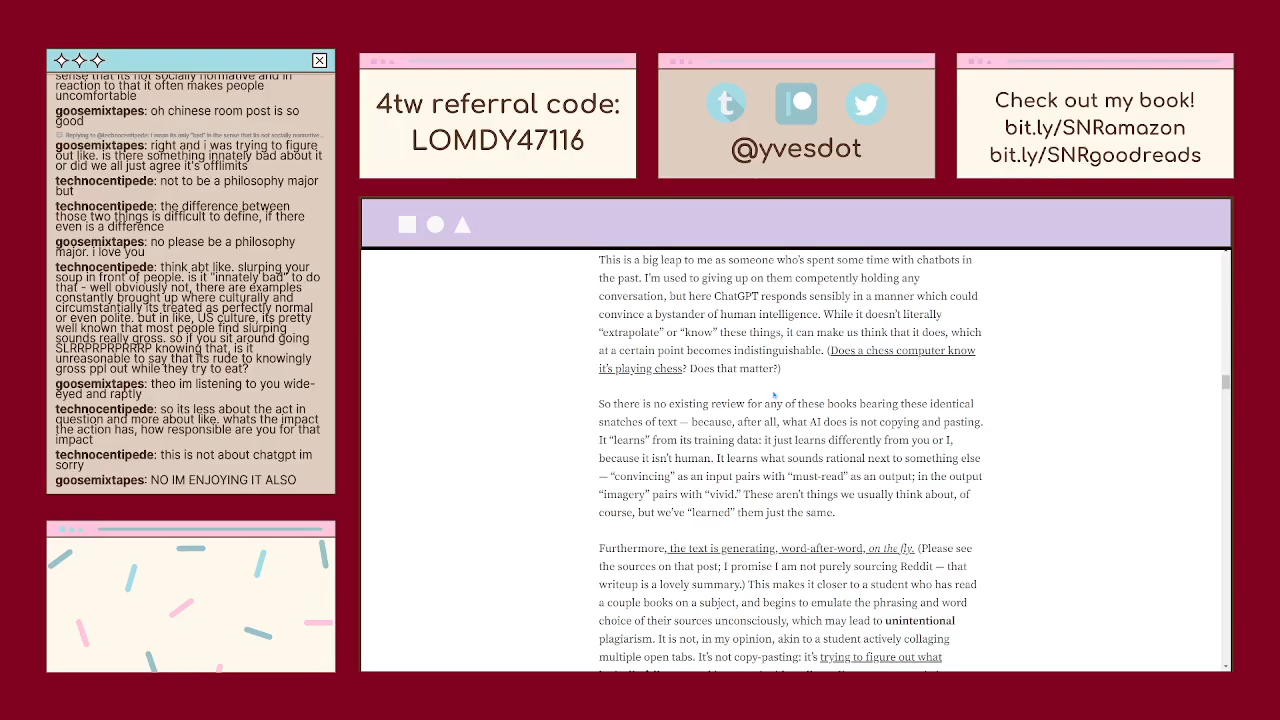 sense that its not socially normative and in
reaction to that it often makes people
uncomfortable
goosemixtapes: oh chinese room post is so
good
Replying to @technocentipede: i mean its only "bad" in the sense that its not socially normative ...
goosemixtapes: right and i was trying to figure
out like. is there something innately bad about it
or did we all just agree it's offlimits
technocentipede: not to be a philosophy major
but
technocentipede: the difference between
those two things is difficult to define, if there
even is a difference
goosemixtapes: no please be a philosophy
major. i love you
technocentipede: think abt like. slurping your
soup in front of people. is it "innately bad" to do
that - well obviously not, there are examples
constantly brought up where culturally and
circumstantially its treated as perfectly normal
or even polite. but in like, US culture, its pretty
well known that most people find slurping
sounds really gross. so if you sit around going
SLRRPRPRPRRP knowing that, is it
unreasonable to say that its rude to knowingly
gross ppl out while they try to eat?
goosemixtapes: theo im listening to you wide-
eyed and raptly
technocentipede: so its less about the act in
question and more about like. whats the impact
the action has, how responsible are you for that
impact
technocentipede: this is not about chatgpt im
sorry
goosemixtapes: NO IM ENJOYING IT ALSO
4tw referral code:
LOMDY47116
@yvesdot
Check out my book!
bit.ly/SNRamazon
bit.ly/SNRgoodreads
This is a big leap to me as someone who's spent some time with chatbots in
the past. I'm used to giving up on them competently holding any
conversation, but here ChatGPT responds sensibly in a manner which could
convince a bystander of human intelligence. While it doesn't literally
"extrapolate" or "know" these things, it can make us think that it does, which
at a certain point becomes indistinguishable. (Does a chess computer know
it's playing chess? Does that matter?)
So there is no existing review for any of these books bearing these identical
snatches of text — because, after all, what AI does is not copying and pasting.
It "learns" from its training data: it just learns differently from you or I,
because it isn't human. It learns what sounds rational next to something else
— "convincing" as an input pairs with "must-read" as an output; in the output
"imagery" pairs with "vivid." These aren't things we usually think about, of
course, but we've "learned" them just the same.
Furthermore, the text is generating, word-after-word, on the fly. (Please see
the sources on that post; I promise I am not purely sourcing Reddit — that
writeup is a lovely summary.) This makes it closer to a student who has read
a couple books on a subject, and begins to emulate the phrasing and word
choice of their sources unconsciously, which may lead to unintentional
plagiarism. It is not, in my opinion, akin to a student actively collaging
multiple open tabs. It's not copy-pasting: it's trying to figure out what